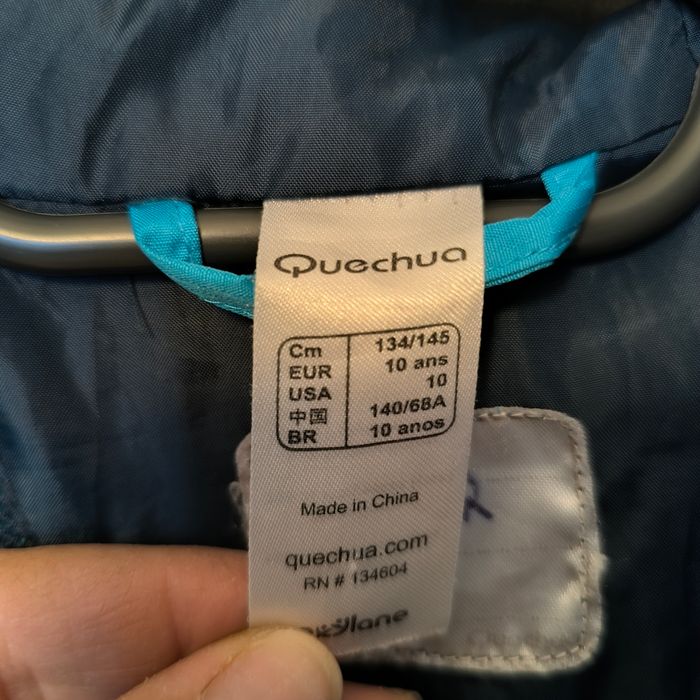 Quechua
Cm 134/145
EUR 10 ans
USA 10
中国 140/68A
BR 10 anos
Made in China
quechua.com
RN # 134604